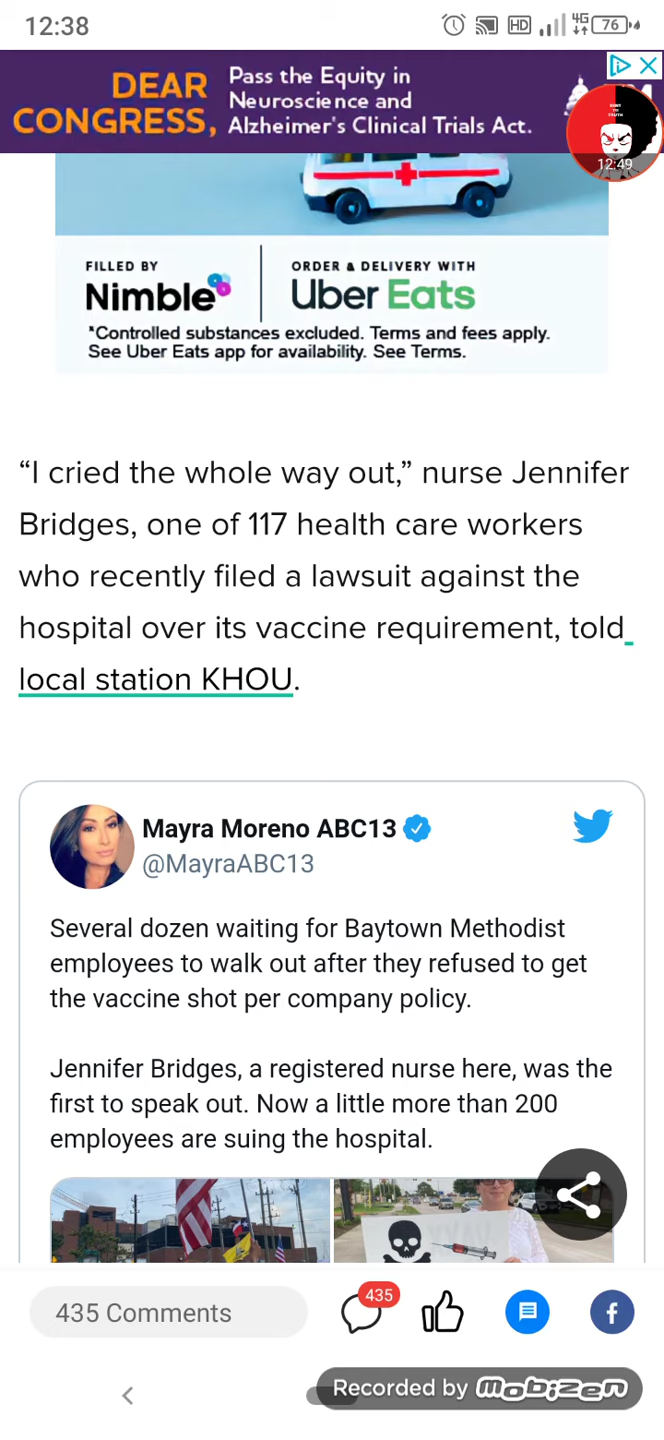 12:38
HD
4G
76
DEAR
CONGRESS,
Pass the Equity in
Neuroscience and
Alzheimer's Clinical Trials Act.
12:49
FILLED BY
Nimble
ORDER & DELIVERY WITH
Uber Eats
*Controlled substances excluded. Terms and fees apply.
See Uber Eats app for availability. See Terms.
“I cried the whole way out,” nurse Jennifer
Bridges, one of 117 health care workers
who recently filed a lawsuit against the
hospital over its vaccine requirement, told
local station KHOU.
Mayra Moreno ABC13
@MayraABC13
Several dozen waiting for Baytown Methodist
employees to walk out after they refused to get
the vaccine shot per company policy.
Jennifer Bridges, a registered nurse here, was the
first to speak out. Now a little more than 200
employees are suing the hospital.
435 Comments
435
Recorded by mobizen